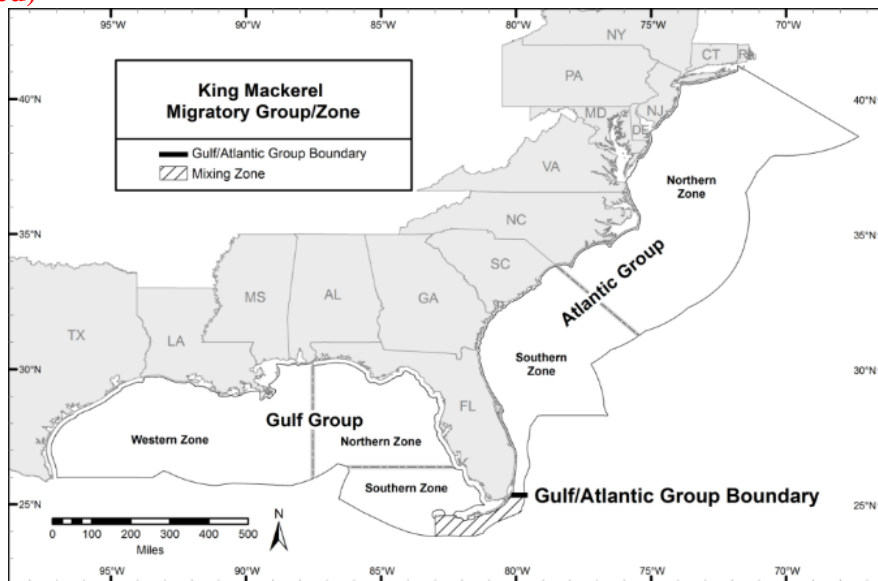 King Mackerel
Migratory Group/Zone
Gulf/Atlantic Group Boundary
Mixing Zone
NY
CT
PA
NJ
MD
DE
VA
NC
SC
TX
LA
MS
AL
GA
FL
Northern
Zone
Atlantic Group
Southern
Zone
Gulf Group
Western Zone
Northern Zone
Southern Zone
Gulf/Atlantic Group Boundary
0 50 100 200 300 400 500
Miles
N
40°N
35°N
30°N
25°N
40°N
35°N
30°N
25°N
95°W 90°W 85°W 80°W 75°W 70°W
95°W 90°W 85°W 80°W 75°W 70°W